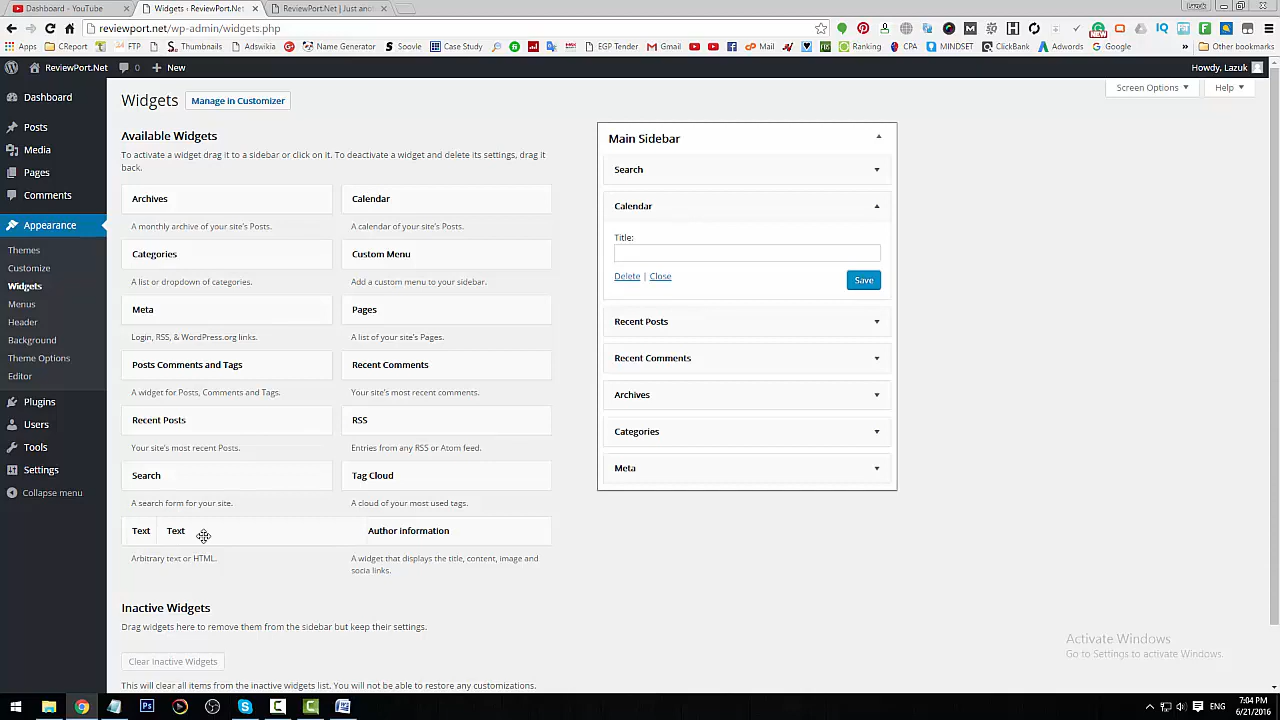 Dashboard - YouTube
Widgets ‹ ReviewPort.Net
ReviewPort.Net | Just ano
Lazuk
reviewport.net/wp-admin/widgets.php
Apps
CReport
FTP
Thumbnails
Adswikia
Name Generator
Spinner
Google
Case Study
EGP Tender
Gmail
Mail
Ranking
CPA
MINDSET
ClickBank
Adwords
Google
Other bookmarks
ReviewPort.Net
0
New
Howdy, Lazuk
Dashboard
Posts
Media
Pages
Comments
Appearance
Themes
Customize
Widgets
Menus
Header
Background
Theme Options
Editor
Plugins
Users
Tools
Settings
Collapse menu
Screen Options
Help
Widgets
Manage in Customizer
Available Widgets
To activate a widget drag it to a sidebar or click on it. To deactivate a widget and delete its settings, drag it
back.
Archives
A monthly archive of your site's Posts.
Calendar
A calendar of your site's Posts.
Categories
A list or dropdown of categories.
Custom Menu
Add a custom menu to your sidebar.
Meta
Login, RSS, & WordPress.org links.
Pages
A list of your site's Pages.
Posts Comments and Tags
A widget for Posts, Comments and Tags.
Recent Comments
Your site's most recent comments.
Recent Posts
Your site's most recent Posts.
RSS
Entries from any RSS or Atom feed.
Search
A search form for your site.
Tag Cloud
A cloud of your most used tags.
Text
Text
Arbitrary text or HTML.
Author information
A widget that displays the title, content, image and
socia links.
Inactive Widgets
Drag widgets here to remove them from the sidebar but keep their settings.
Clear Inactive Widgets
This will clear all items from the inactive widgets list. You will not be able to restore any customizations.
Main Sidebar
Search
Calendar
Title:
Delete | Close
Save
Recent Posts
Recent Comments
Archives
Categories
Meta
Activate Windows
Go to Settings to activate Windows.
ENG
7:04 PM
6/21/2016